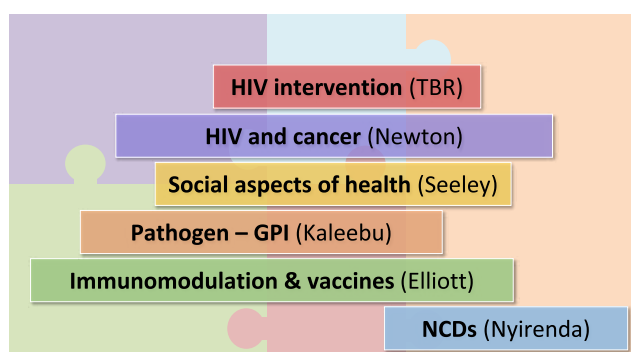 HIV intervention (TBR)
HIV and cancer (Newton)
Social aspects of health (Seeley)
Pathogen – GPI (Kaleebu)
Immunomodulation & vaccines (Elliott)
NCDs (Nyirenda)